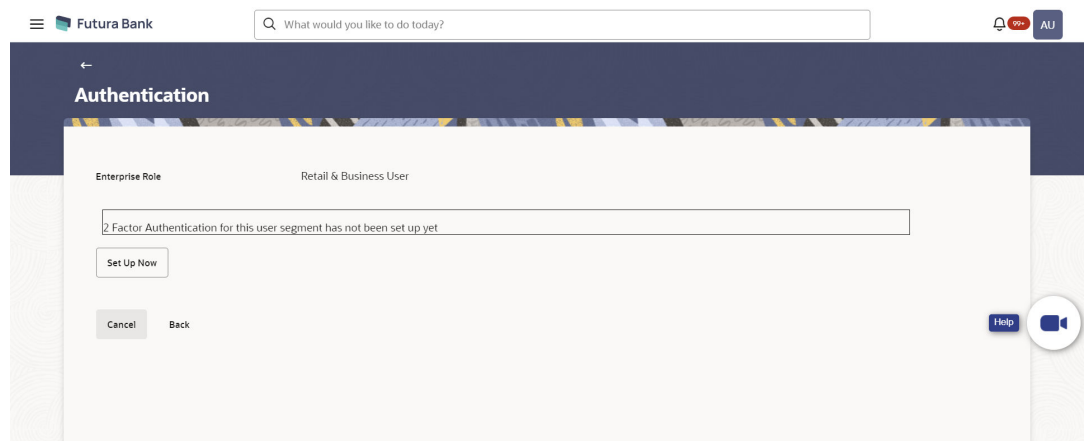 Futura Bank
What would you like to do today?
99+
AU
Authentication
Enterprise Role
Retail & Business User
2 Factor Authentication for this user segment has not been set up yet
Set Up Now
Cancel
Back
Help